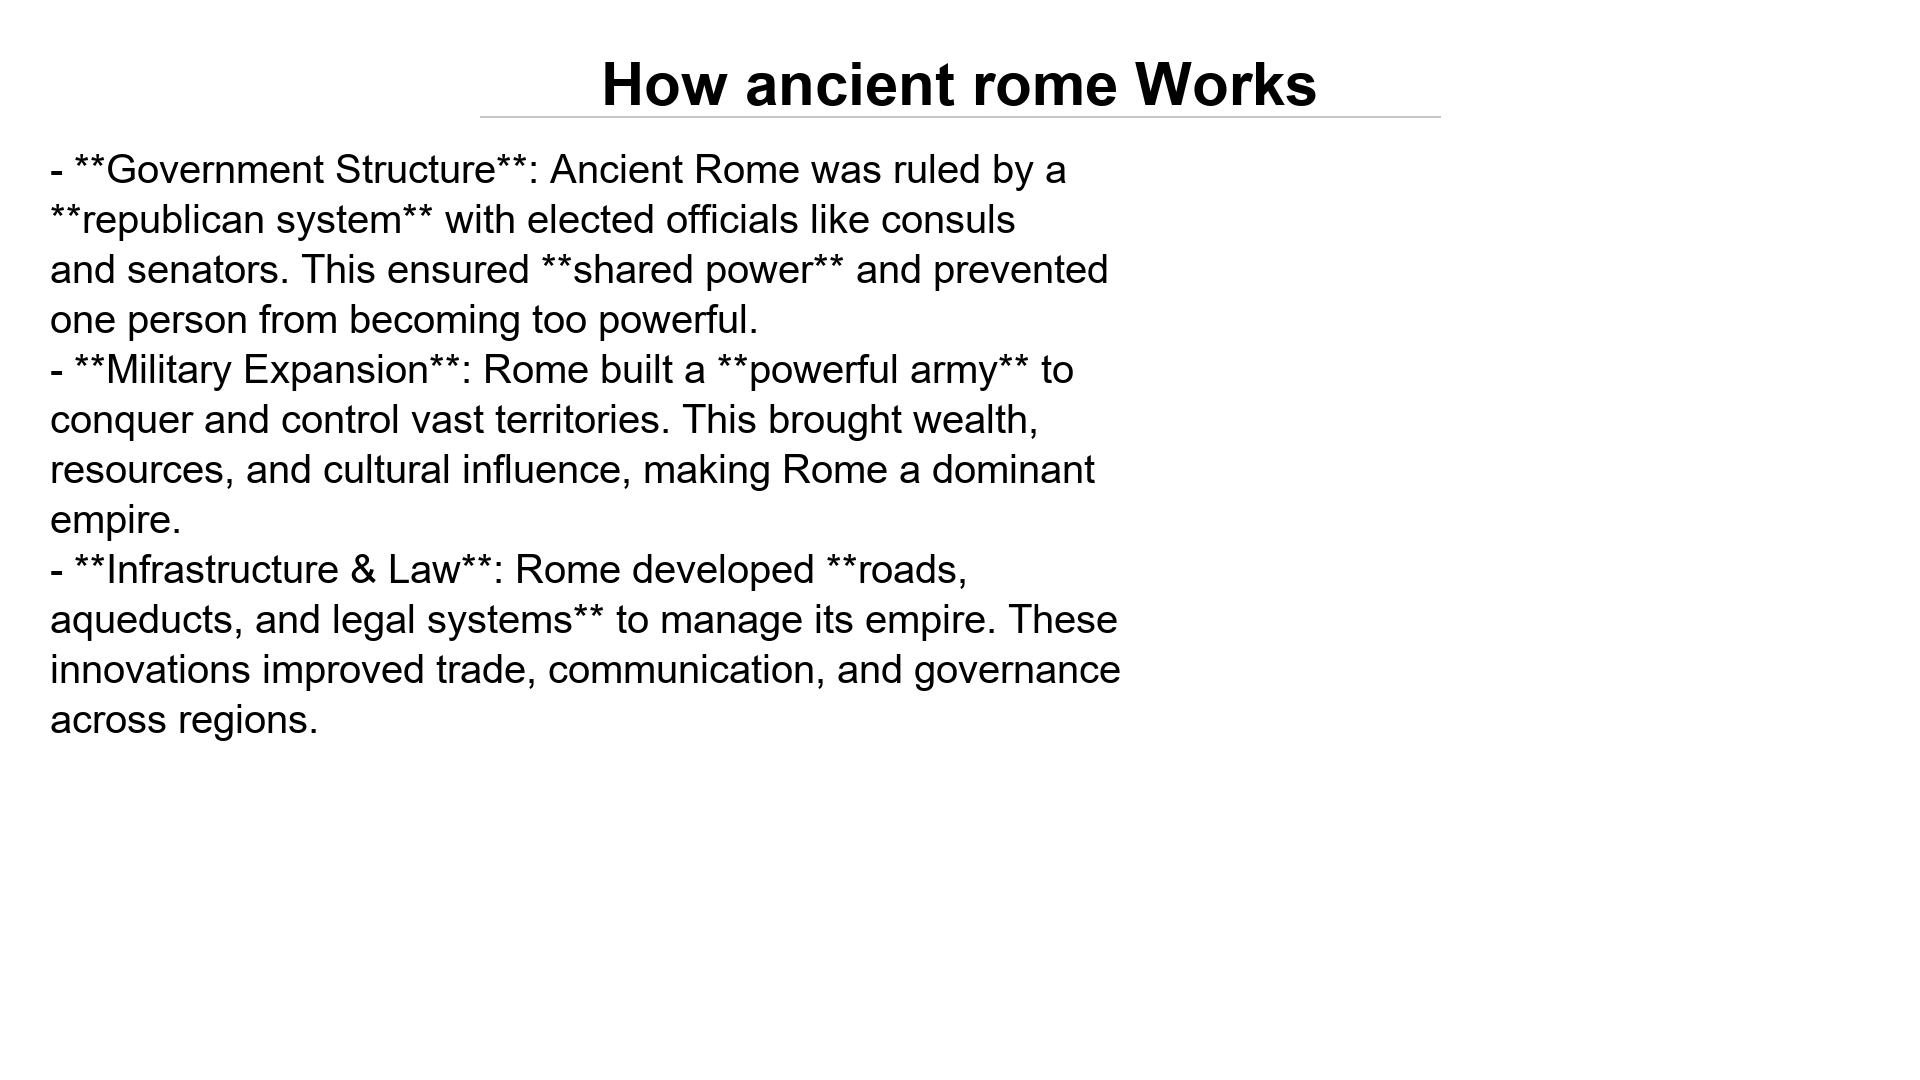 How ancient rome Works
- **Government Structure**: Ancient Rome was ruled by a
**republican system** with elected officials like consuls
and senators. This ensured **shared power** and prevented
one person from becoming too powerful.
- **Military Expansion**: Rome built a **powerful army** to
conquer and control vast territories. This brought wealth,
resources, and cultural influence, making Rome a dominant
empire.
- **Infrastructure & Law**: Rome developed **roads,
aqueducts, and legal systems** to manage its empire. These
innovations improved trade, communication, and governance
across regions.